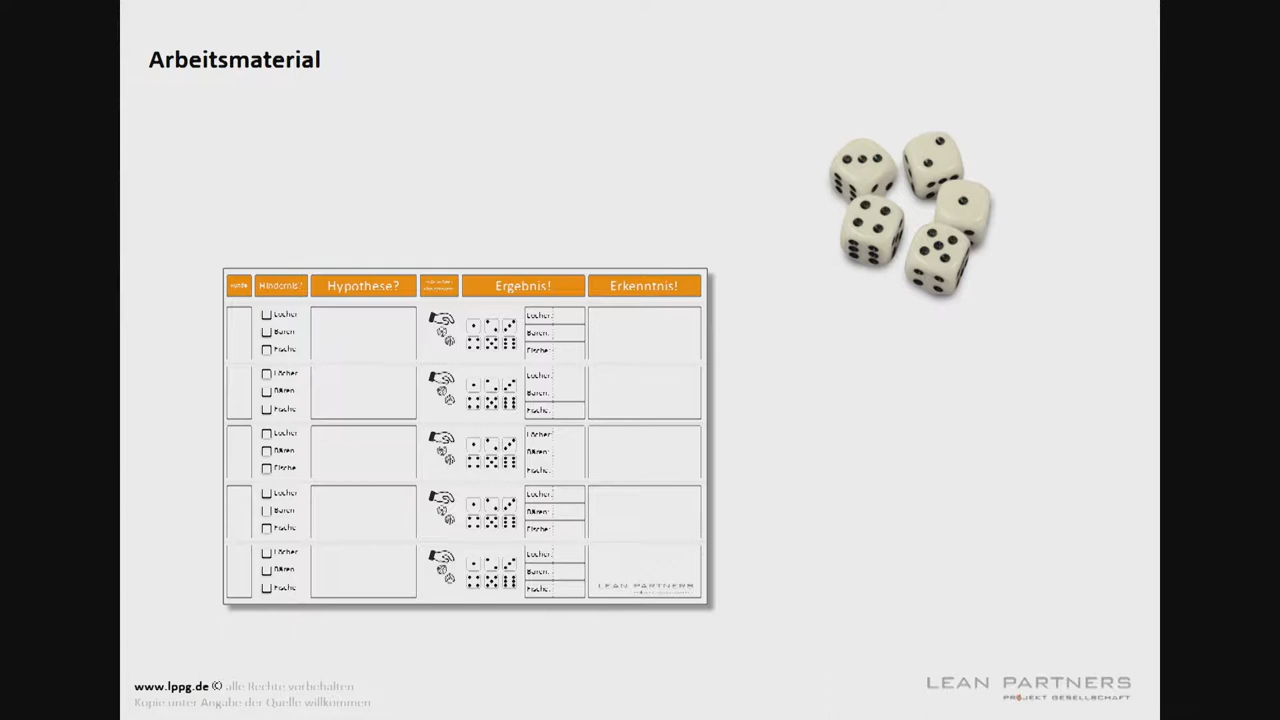 Arbeitsmaterial
Runde Hindernis? Hypothese? Ergebnis! Erkenntnis!
Löcher Löcher:
Bären Bären:
Fische Fische:
Löcher Löcher:
Bären Bären:
Fische Fische:
Löcher Löcher:
Bären Bären:
Fische Fische:
Löcher Löcher:
Bären Bären:
Fische Fische:
Löcher Löcher:
Bären Bären:
Fische Fische:
LEAN PARTNERS
www.lppg.de © alle Rechte vorbehalten
Kopie unter Angabe der Quelle willkommen
LEAN PARTNERS
PROJEKT GESELLSCHAFT